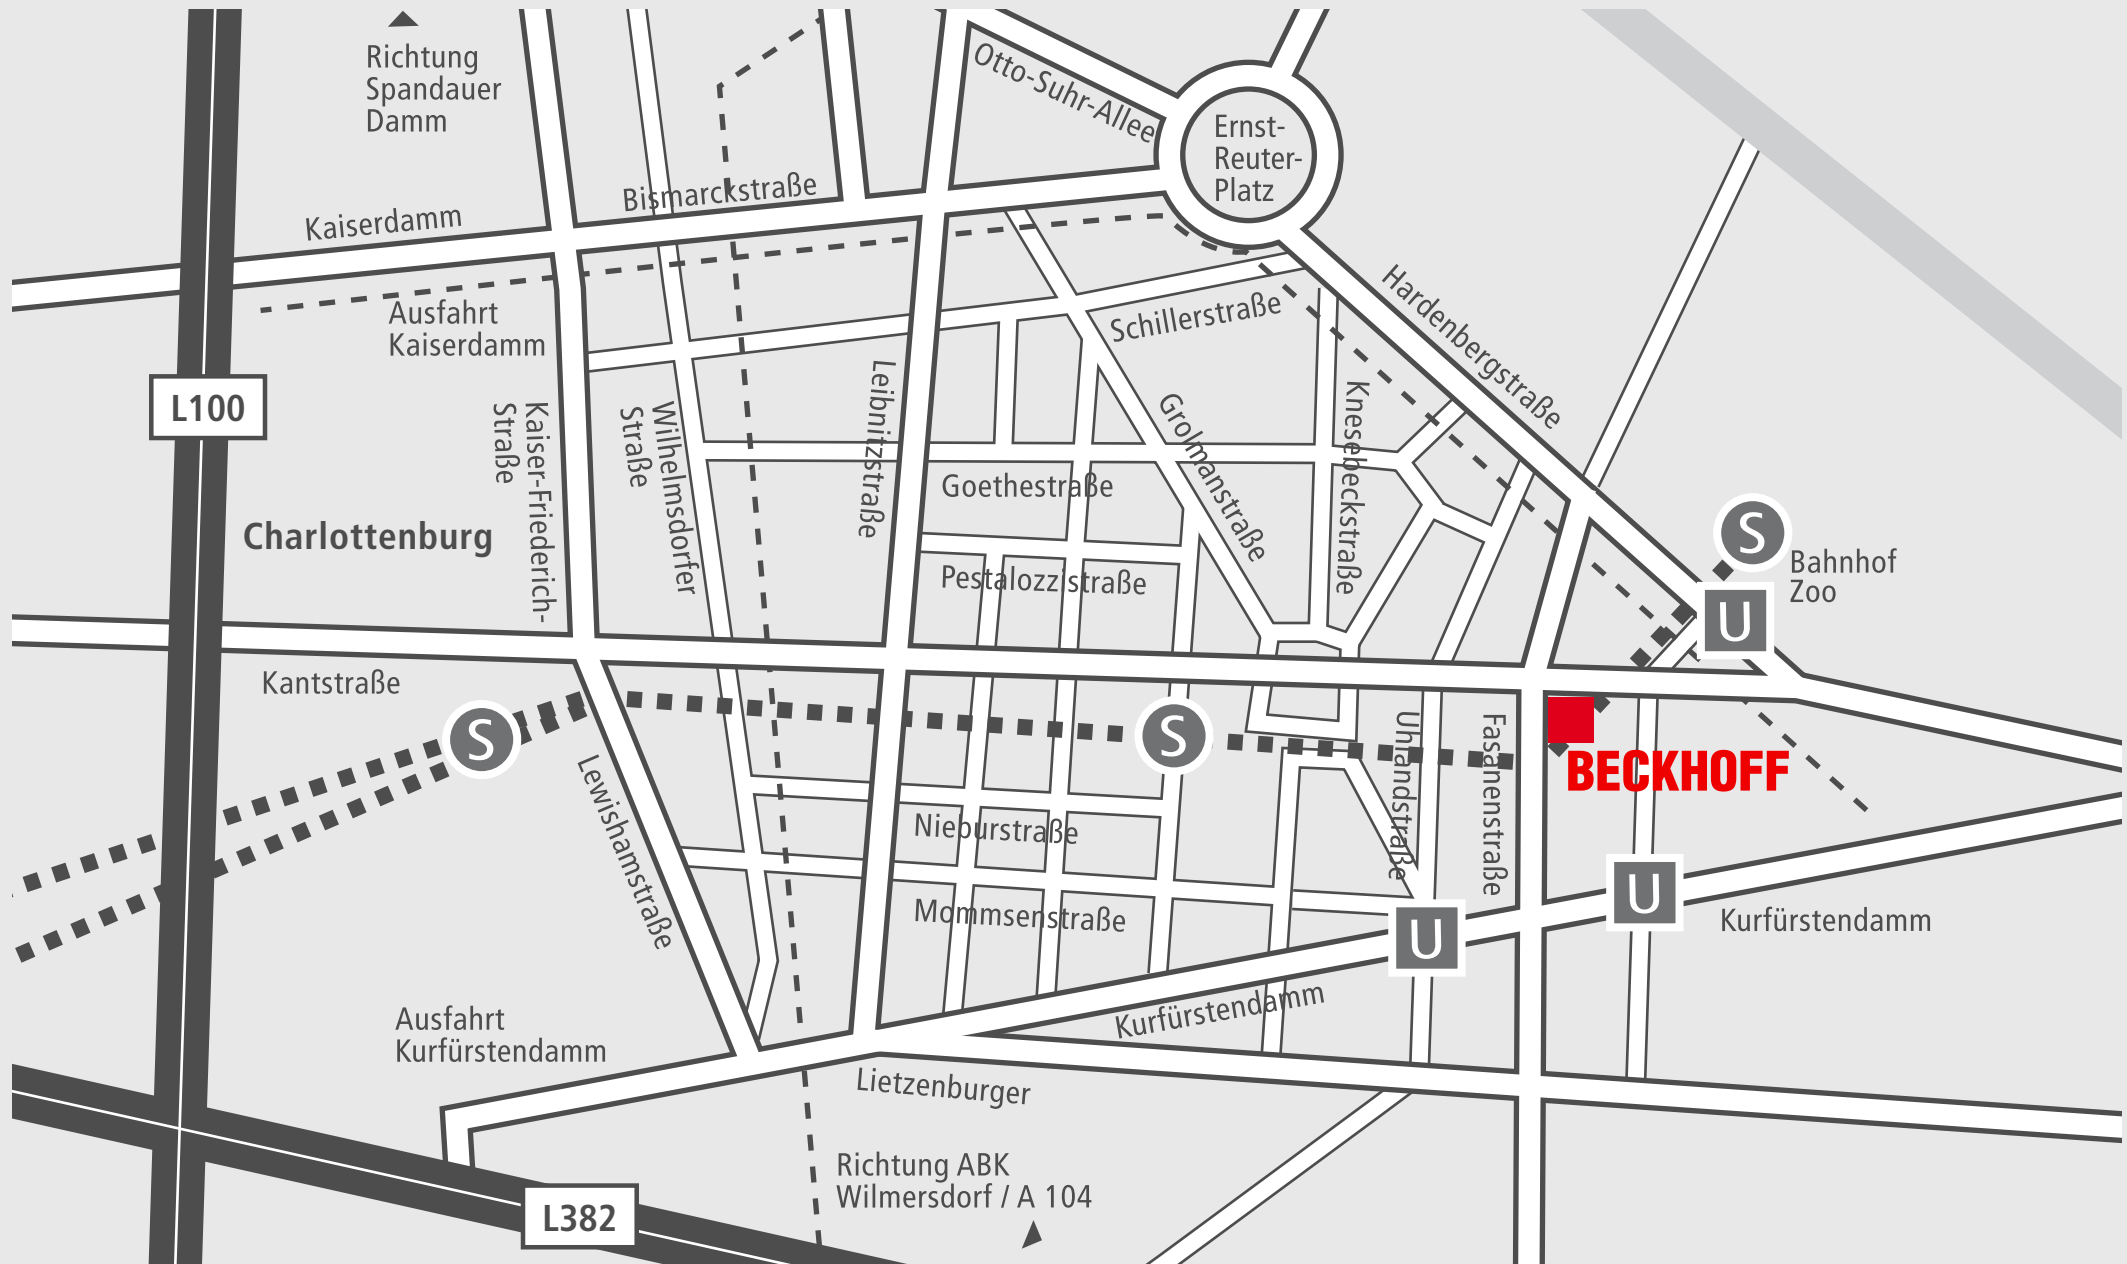 Richtung
Spandauer
Damm
Otto-Suhr-Allee
Ernst-
Reuter-
Platz
Kaiserdamm
Bismarckstraße
Ausfahrt
Kaiserdamm
Schillerstraße
Hardenbergstraße
L100
Kaiser-Friederich-
Straße
Wilhelmsdorfer
Straße
Leibnitzstraße
Grolmanstraße
Knesebeckstraße
Goethestraße
Charlottenburg
Pestalozzistraße
S
Bahnhof
Zoo
U
Kantstraße
S
S
Lewishamstraße
Uhlandstraße
Fasanenstraße
BECKHOFF
Nieburstraße
Mommsenstraße
U
U
Kurfürstendamm
Kurfürstendamm
Ausfahrt
Kurfürstendamm
Lietzenburger
Richtung ABK
Wilmersdorf / A 104
L382